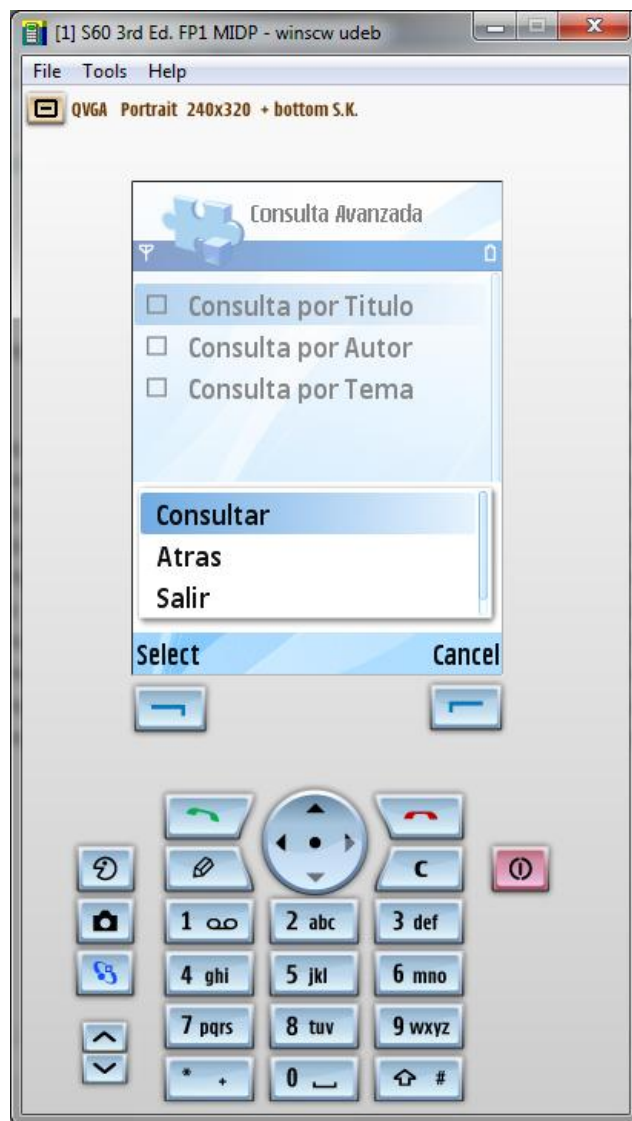 [1] S60 3rd Ed. FP1 MIDP - winscw udeb
File Tools Help
QVGA Portrait 240x320 + bottom S.K.
Consulta Avanzada
Consulta por Titulo
Consulta por Autor
Consulta por Tema
Consultar
Atras
Salir
Select Cancel
C
1 2 abc 3 def
4 ghi 5 jkl 6 mno
7 pqrs 8 tuv 9 wxyz
* + 0 #